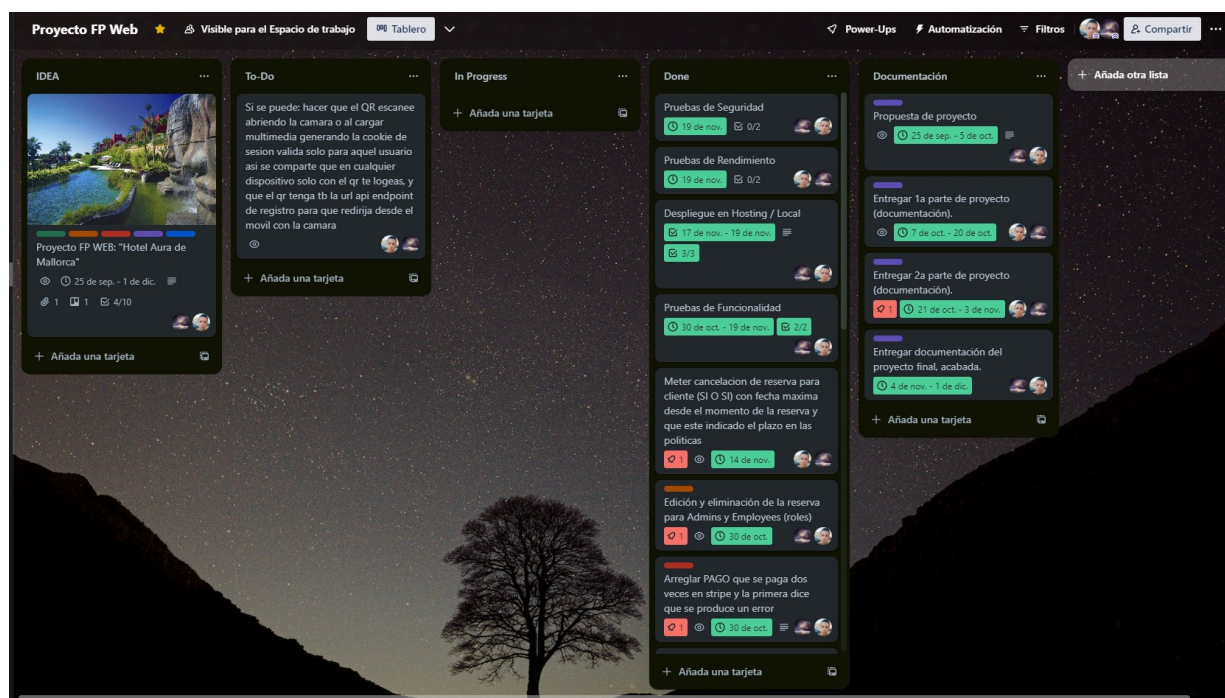 Proyecto FP Web
Visible para el Espacio de trabajo
Tablero
Power-Ups
Automatización
Filtros
Compartir
IDEA
Proyecto FP WEB: "Hotel Aura de
Mallorca"
25 de sep. - 1 de dic.
1
1
4/10
+ Añada una tarjeta
To-Do
Si se puede: hacer que el QR escanee
abriendo la camara o al cargar
multimedia generando la cookie de
sesion valida solo para aquel usuario
asi se comparte que en cualquier
dispositivo solo con el qr te logeas, y
que el qr tenga tb la url api endpoint
de registro para que redirija desde el
movil con la camara
+ Añada una tarjeta
In Progress
+ Añada una tarjeta
Done
Pruebas de Seguridad
19 de nov.
0/2
Pruebas de Rendimiento
19 de nov.
0/2
Despliegue en Hosting / Local
17 de nov. - 19 de nov.
3/3
Pruebas de Funcionalidad
30 de oct. - 19 de nov.
2/2
Meter cancelacion de reserva para
cliente (SI O SI) con fecha maxima
desde el momento de la reserva y
que este indicado el plazo en las
politicas
1
14 de nov.
Edición y eliminación de la reserva
para Admins y Employees (roles)
1
30 de oct.
Arreglar PAGO que se paga dos
veces en stripe y la primera dice
que se produce un error
1
30 de oct.
+ Añada una tarjeta
Documentación
Propuesta de proyecto
25 de sep. - 5 de oct.
Entregar 1a parte de proyecto
(documentación).
7 de oct. - 20 de oct.
Entregar 2a parte de proyecto
(documentación).
1
21 de oct. - 3 de nov.
Entregar documentación del
proyecto final, acabada.
4 de nov. - 1 de dic.
+ Añada una tarjeta
+ Añada otra lista